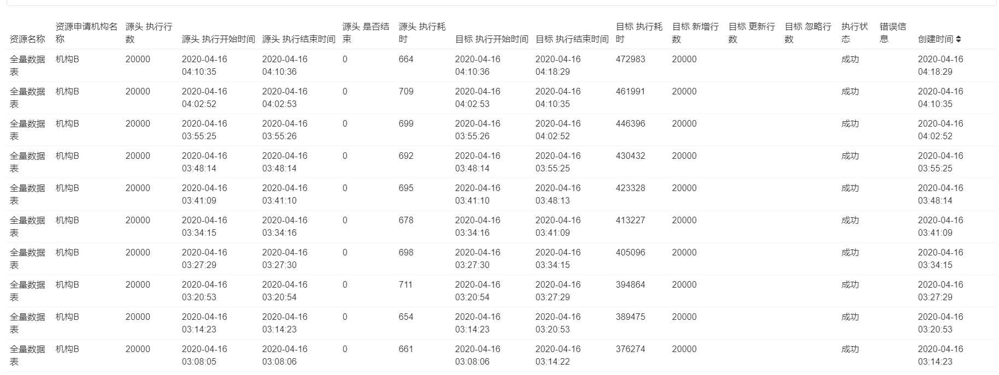 资源名称 资源申请机构名称 源头 执行行数 源头 执行开始时间 源头 执行结束时间 源头 是否结束 源头 执行耗时 目标 执行开始时间 目标 执行结束时间 目标 执行耗时 目标 新增行数 目标 更新行数 目标 忽略行数 执行状态 错误信息 创建时间
全量数据表 机构B 20000 2020-04-16 04:10:35 2020-04-16 04:10:36 0 664 2020-04-16 04:10:36 2020-04-16 04:18:29 472983 20000 成功 2020-04-16 04:18:29
全量数据表 机构B 20000 2020-04-16 04:02:52 2020-04-16 04:02:53 0 709 2020-04-16 04:02:53 2020-04-16 04:10:35 461991 20000 成功 2020-04-16 04:10:35
全量数据表 机构B 20000 2020-04-16 03:55:25 2020-04-16 03:55:26 0 699 2020-04-16 03:55:26 2020-04-16 04:02:52 446396 20000 成功 2020-04-16 04:02:52
全量数据表 机构B 20000 2020-04-16 03:48:14 2020-04-16 03:48:14 0 692 2020-04-16 03:48:14 2020-04-16 03:55:25 430432 20000 成功 2020-04-16 03:55:25
全量数据表 机构B 20000 2020-04-16 03:41:09 2020-04-16 03:41:10 0 695 2020-04-16 03:41:10 2020-04-16 03:48:13 423328 20000 成功 2020-04-16 03:48:14
全量数据表 机构B 20000 2020-04-16 03:34:15 2020-04-16 03:34:16 0 678 2020-04-16 03:34:16 2020-04-16 03:41:09 413227 20000 成功 2020-04-16 03:41:09
全量数据表 机构B 20000 2020-04-16 03:27:29 2020-04-16 03:27:30 0 698 2020-04-16 03:27:30 2020-04-16 03:34:15 405096 20000 成功 2020-04-16 03:34:15
全量数据表 机构B 20000 2020-04-16 03:20:53 2020-04-16 03:20:54 0 711 2020-04-16 03:20:54 2020-04-16 03:27:29 394864 20000 成功 2020-04-16 03:27:29
全量数据表 机构B 20000 2020-04-16 03:14:23 2020-04-16 03:14:23 0 654 2020-04-16 03:14:23 2020-04-16 03:20:53 389475 20000 成功 2020-04-16 03:20:53
全量数据表 机构B 20000 2020-04-16 03:08:05 2020-04-16 03:08:06 0 661 2020-04-16 03:08:06 2020-04-16 03:14:22 376274 20000 成功 2020-04-16 03:14:23